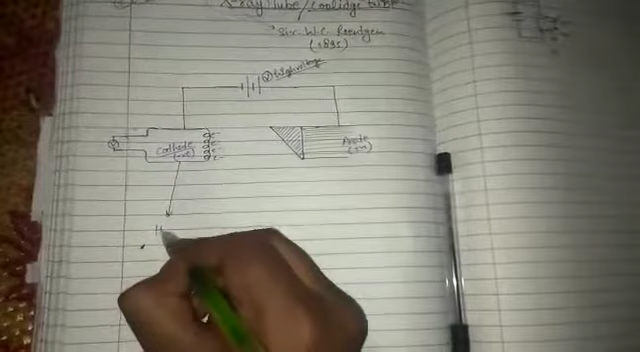 X-ray tube/Coolidge tube
Sir W.C. Roentgen
(1895)
High voltage
Cathode
(-ve)
e-
e-
e-
e-
Anode
(+ve)
H